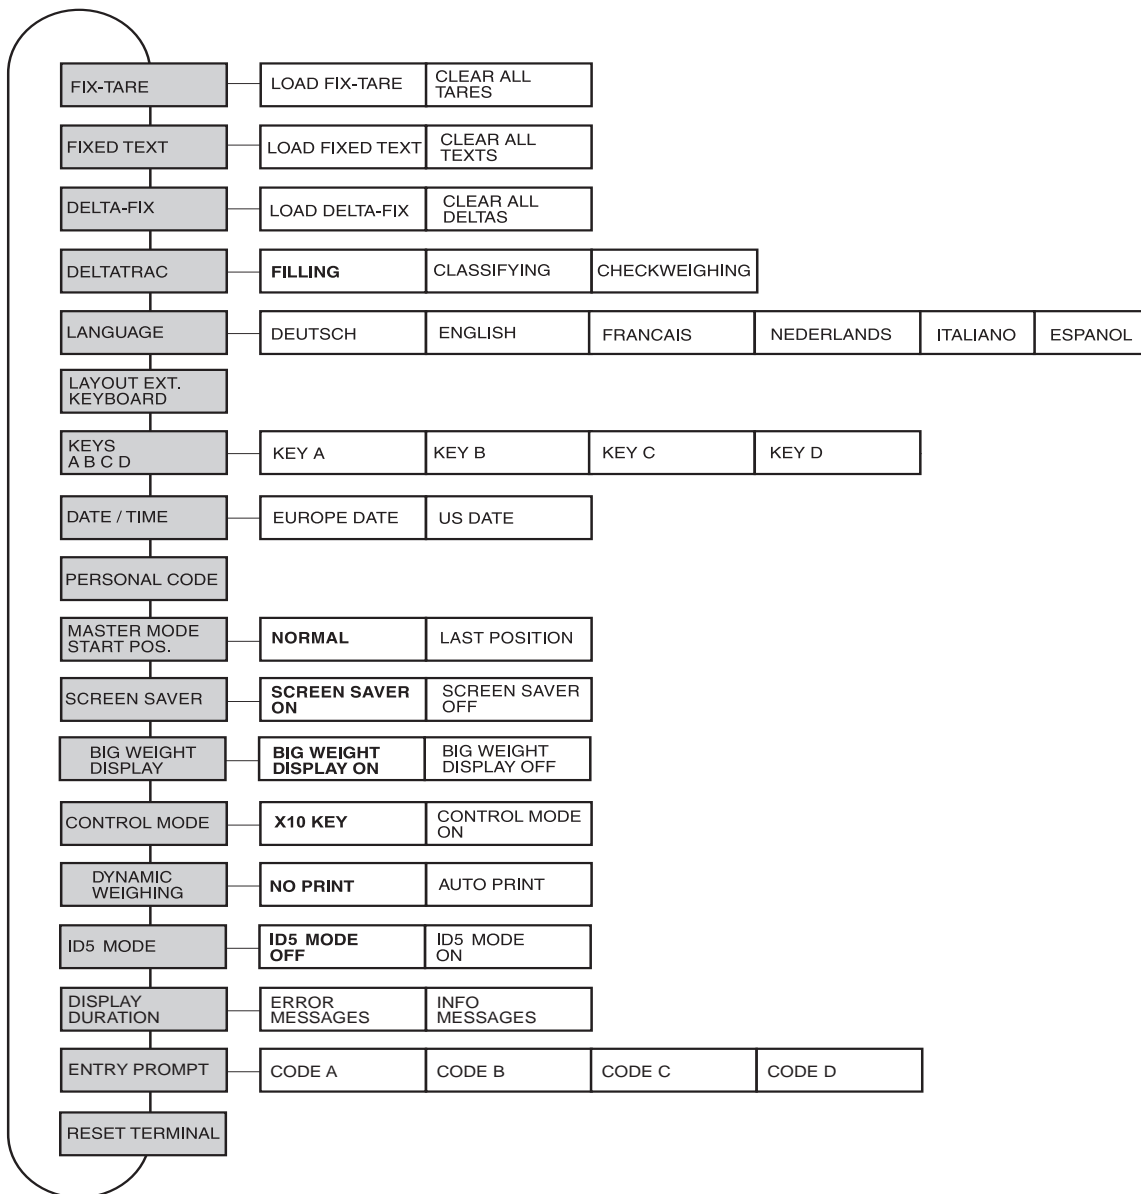 FIX-TARE
LOAD FIX-TARE
CLEAR ALL
TARES
FIXED TEXT
LOAD FIXED TEXT
CLEAR ALL
TEXTS
DELTA-FIX
LOAD DELTA-FIX
CLEAR ALL
DELTAS
DELTATRAC
FILLING
CLASSIFYING
CHECKWEIGHING
LANGUAGE
DEUTSCH
ENGLISH
FRANCAIS
NEDERLANDS
ITALIANO
ESPANOL
LAYOUT EXT.
KEYBOARD
KEYS
A B C D
KEY A
KEY B
KEY C
KEY D
DATE / TIME
EUROPE DATE
US DATE
PERSONAL CODE
MASTER MODE
START POS.
NORMAL
LAST POSITION
SCREEN SAVER
SCREEN SAVER
ON
SCREEN SAVER
OFF
BIG WEIGHT
DISPLAY
BIG WEIGHT
DISPLAY ON
BIG WEIGHT
DISPLAY OFF
CONTROL MODE
X10 KEY
CONTROL MODE
ON
DYNAMIC
WEIGHING
NO PRINT
AUTO PRINT
ID5 MODE
ID5 MODE
OFF
ID5 MODE
ON
DISPLAY
DURATION
ERROR
MESSAGES
INFO
MESSAGES
ENTRY PROMPT
CODE A
CODE B
CODE C
CODE D
RESET TERMINAL